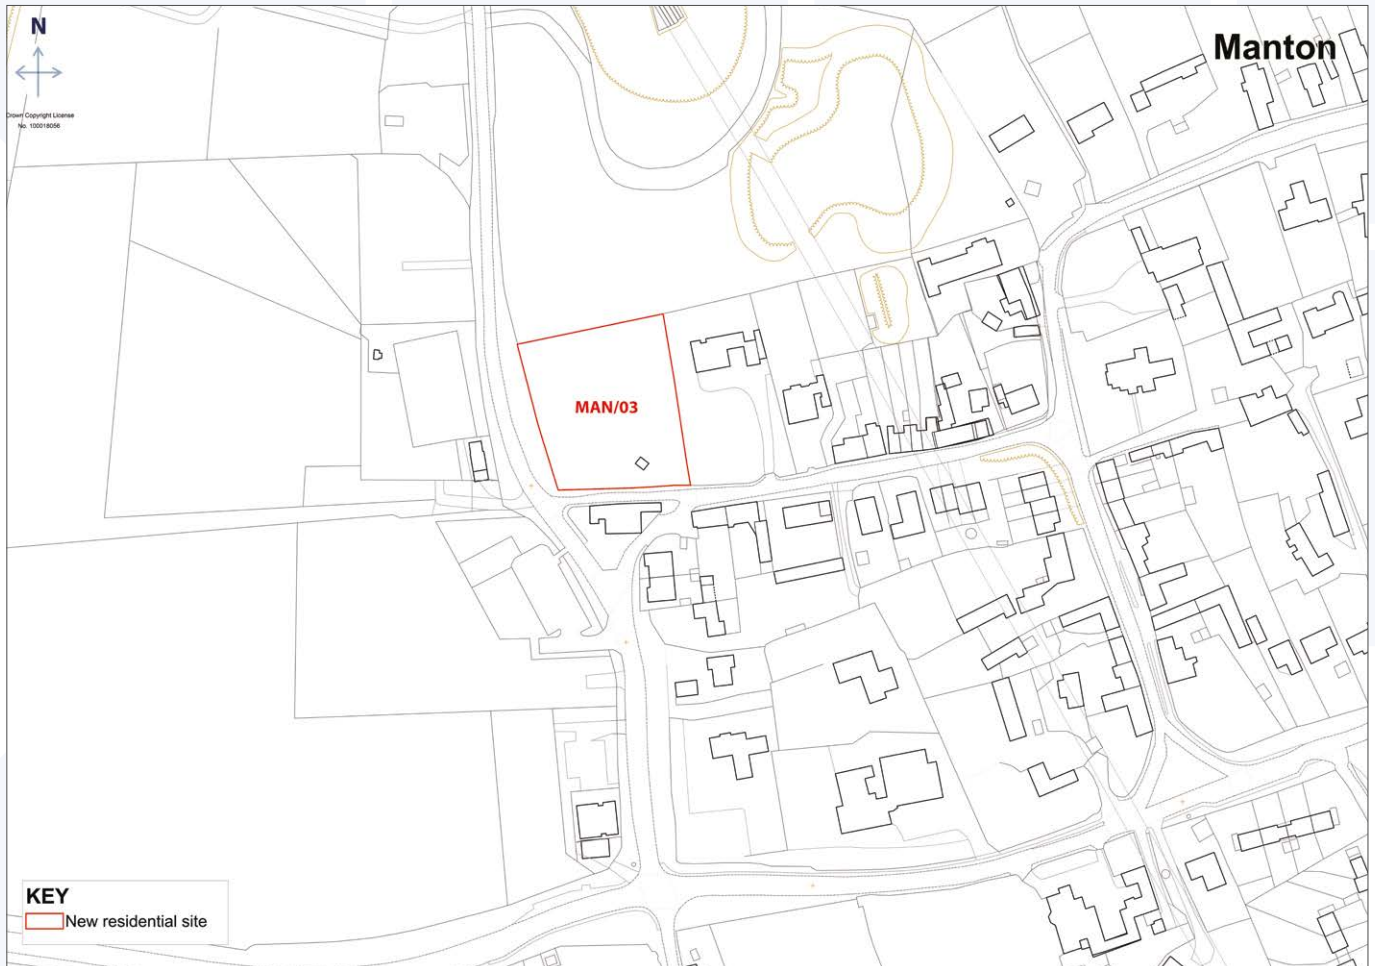 N
Manton
Crown Copyright License
No. 100018056
MAN/03
KEY
New residential site